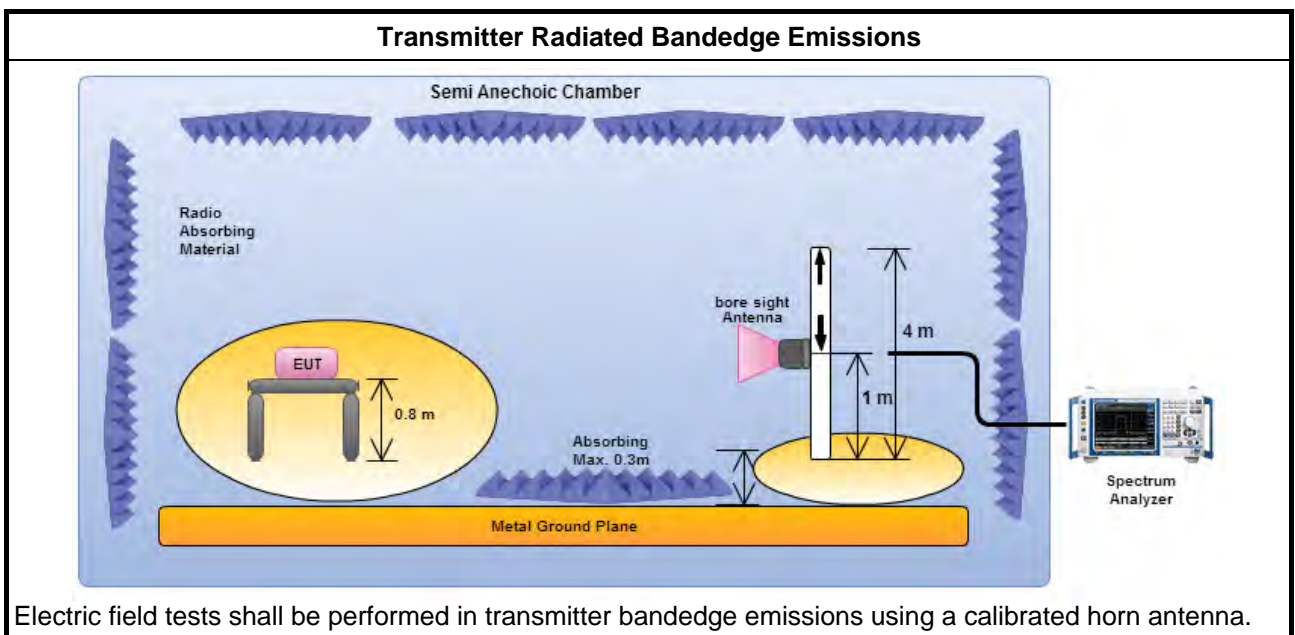 Transmitter Radiated Bandedge Emissions
Semi Anechoic Chamber
Radio
Absorbing
Material
bore sight
Antenna
4 m
EUT
1 m
0.8 m
Absorbing
Max. 0.3m
Spectrum
Analyzer
Metal Ground Plane
Electric field tests shall be performed in transmitter bandedge emissions using a calibrated horn antenna.